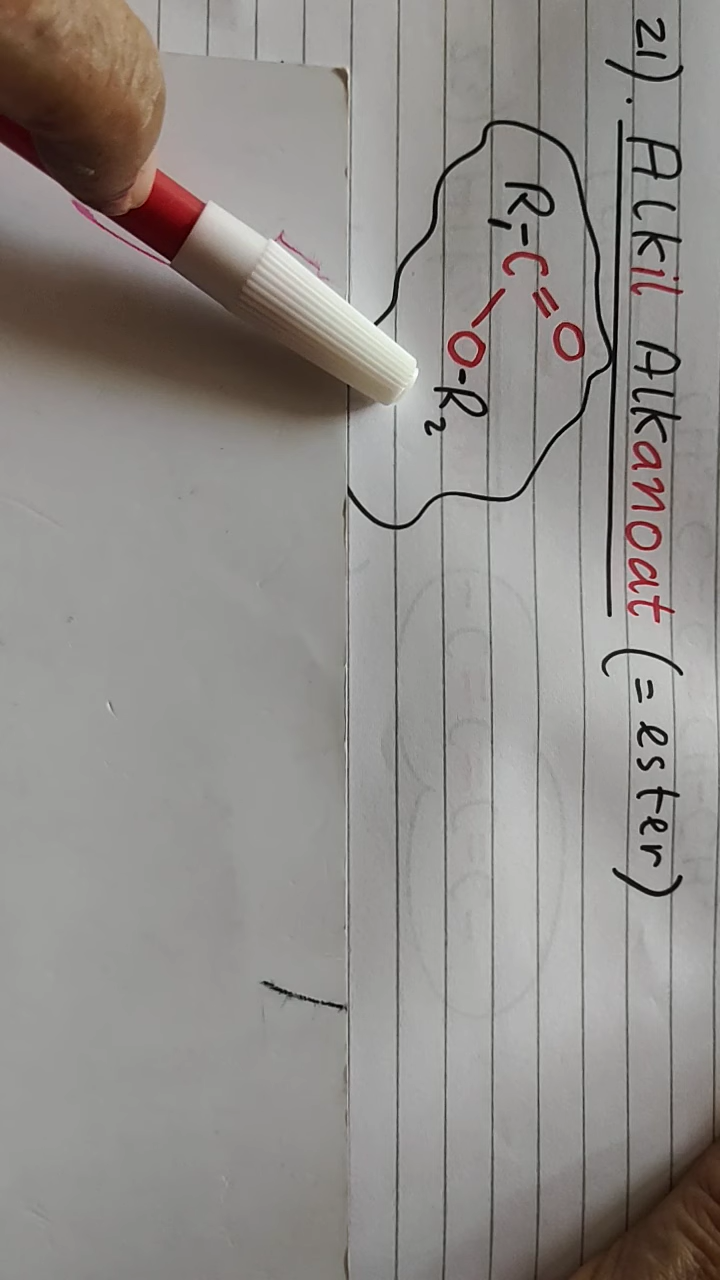 21). Alkil Alkanoat (= ester)
R₁-C=O
O-R₂